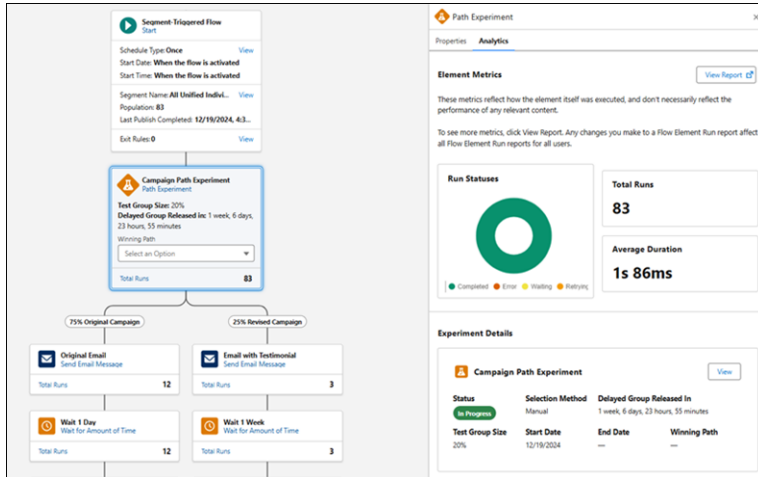 Segment-Triggered Flow
Start
Schedule Type: Once View
Start Date: When the flow is activated
Start Time: When the flow is activated
Segment Name: All Unified Indivi... View
Population: 83
Last Publish Completed: 12/19/2024, 4:3...
Exit Rules: 0 View
Campaign Path Experiment
Path Experiment
Test Group Size: 20%
Delayed Group Released in: 1 week, 6 days,
23 hours, 55 minutes
Winning Path
Select an Option
Total Runs 83
75% Original Campaign
25% Revised Campaign
Original Email
Send Email Message
Total Runs 12
Email with Testimonial
Send Email Message
Total Runs 3
Wait 1 Day
Wait for Amount of Time
Total Runs 12
Wait 1 Week
Wait for Amount of Time
Total Runs 3
Path Experiment
Properties Analytics
Element Metrics View Report
These metrics reflect how the element itself was executed, and don't necessarily reflect the
performance of any relevant content.
To see more metrics, click View Report. Any changes you make to a Flow Element Run report affect
all Flow Element Run reports for all users.
Run Statuses
Completed Error Waiting Retrying
Total Runs
83
Average Duration
1s 86ms
Experiment Details
Campaign Path Experiment View
Status Selection Method Delayed Group Released In
In Progress Manual 1 week, 6 days, 23 hours, 55 minutes
Test Group Size Start Date End Date Winning Path
20% 12/19/2024 — —